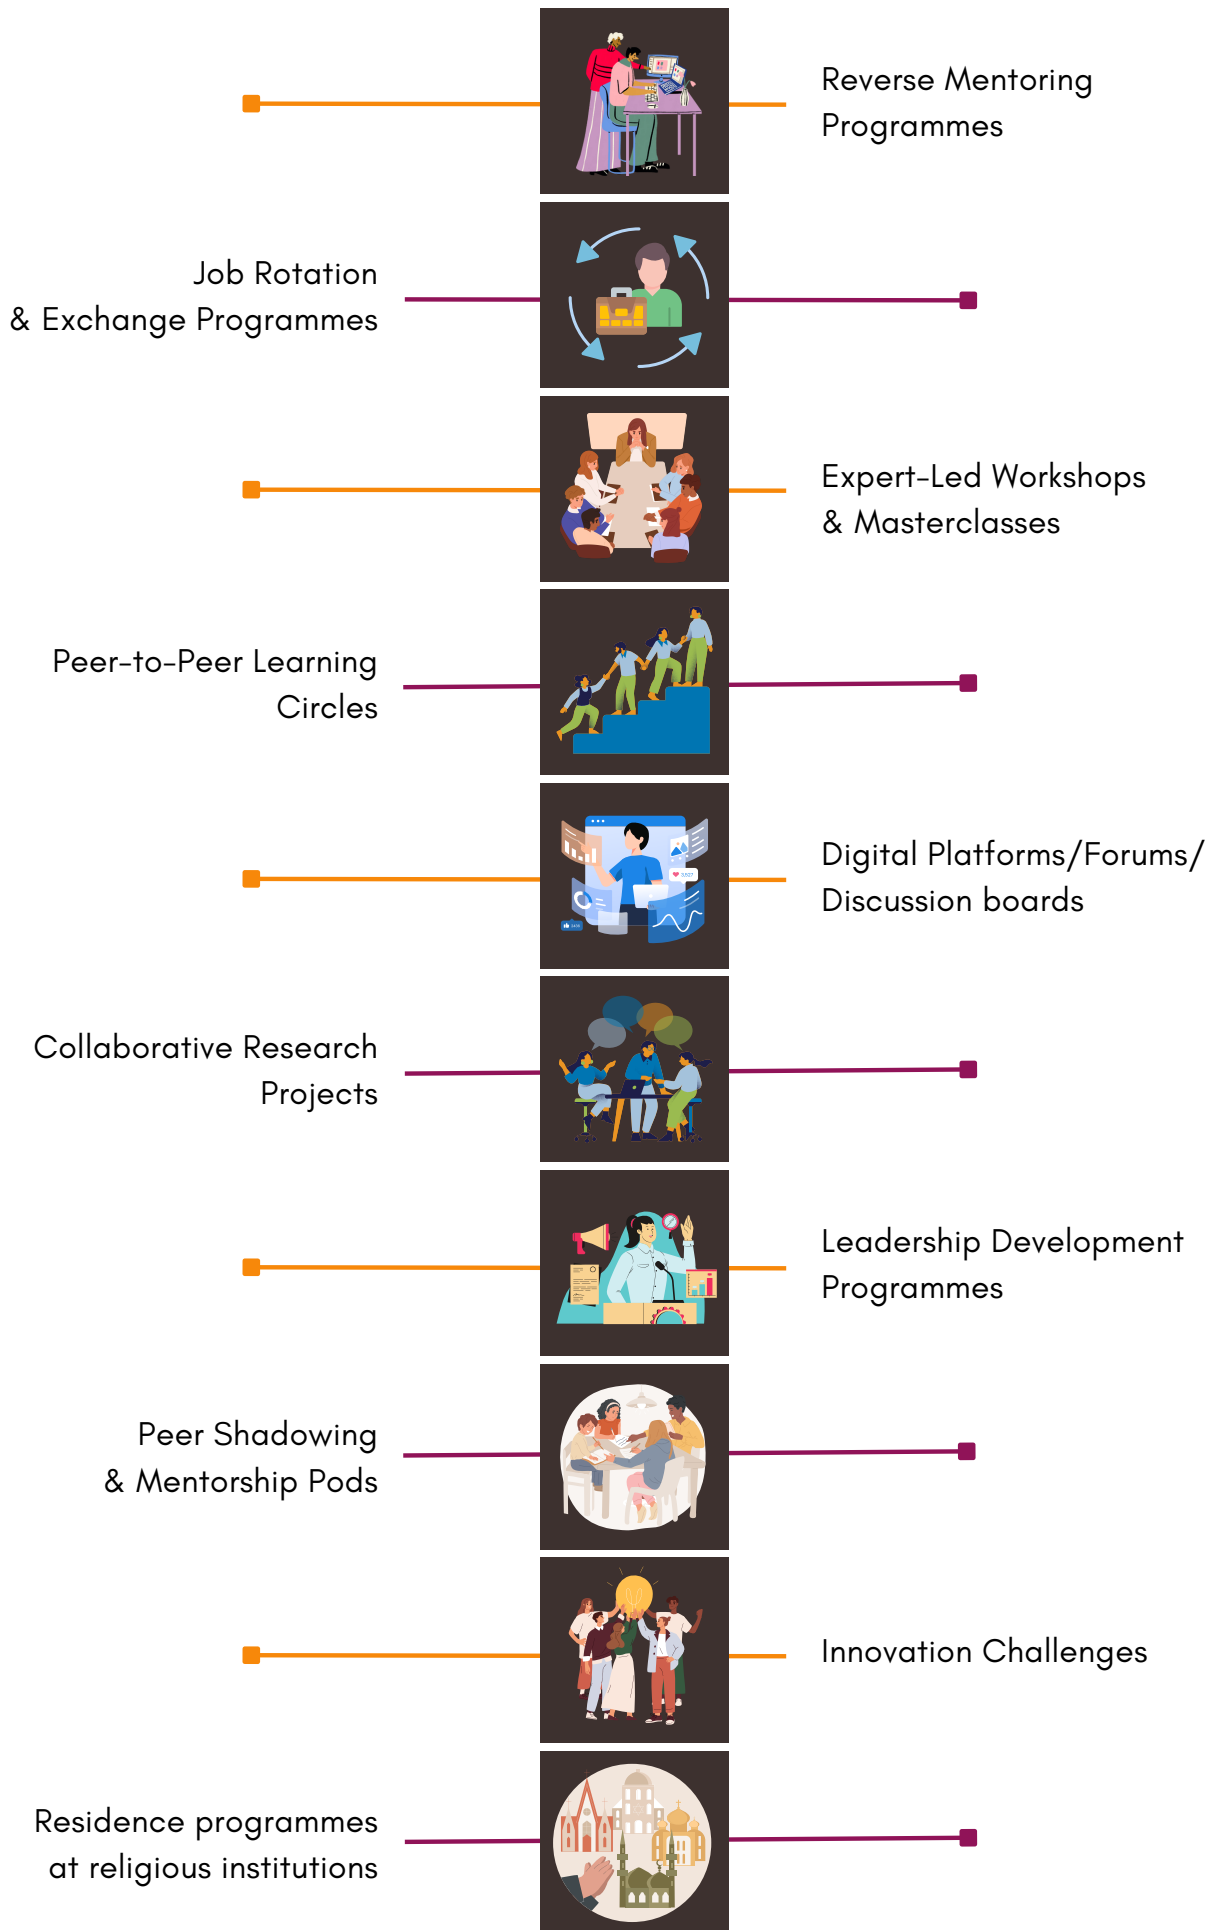 Reverse Mentoring
Programmes
Job Rotation
& Exchange Programmes
Expert-Led Workshops
& Masterclasses
Peer-to-Peer Learning
Circles
Digital Platforms/Forums/
Discussion boards
Collaborative Research
Projects
Leadership Development
Programmes
Peer Shadowing
& Mentorship Pods
Innovation Challenges
Residence programmes
at religious institutions